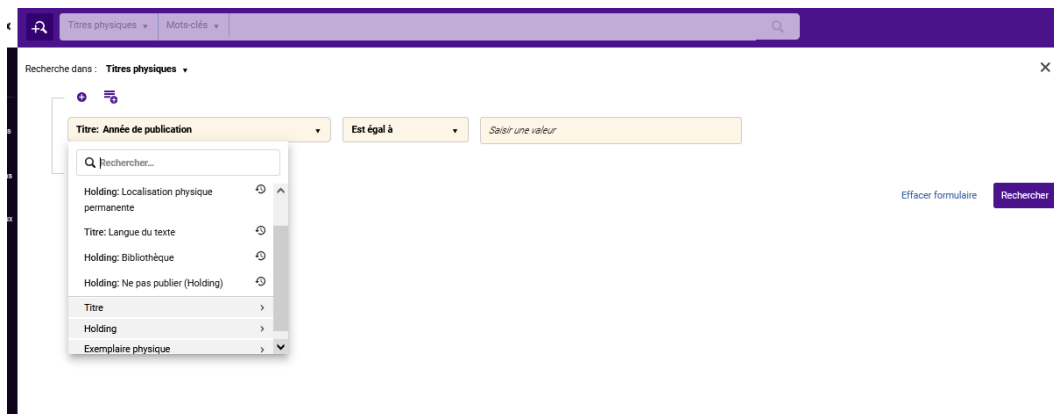 Titres physiques Mots-clés
Recherche dans : Titres physiques
Titre: Année de publication Est égal à Saisir une valeur
Rechercher...
Holding: Localisation physique
permanente
Titre: Langue du texte
Holding: Bibliothèque
Holding: Ne pas publier (Holding)
Titre
Holding
Exemplaire physique
Effacer formulaire Rechercher